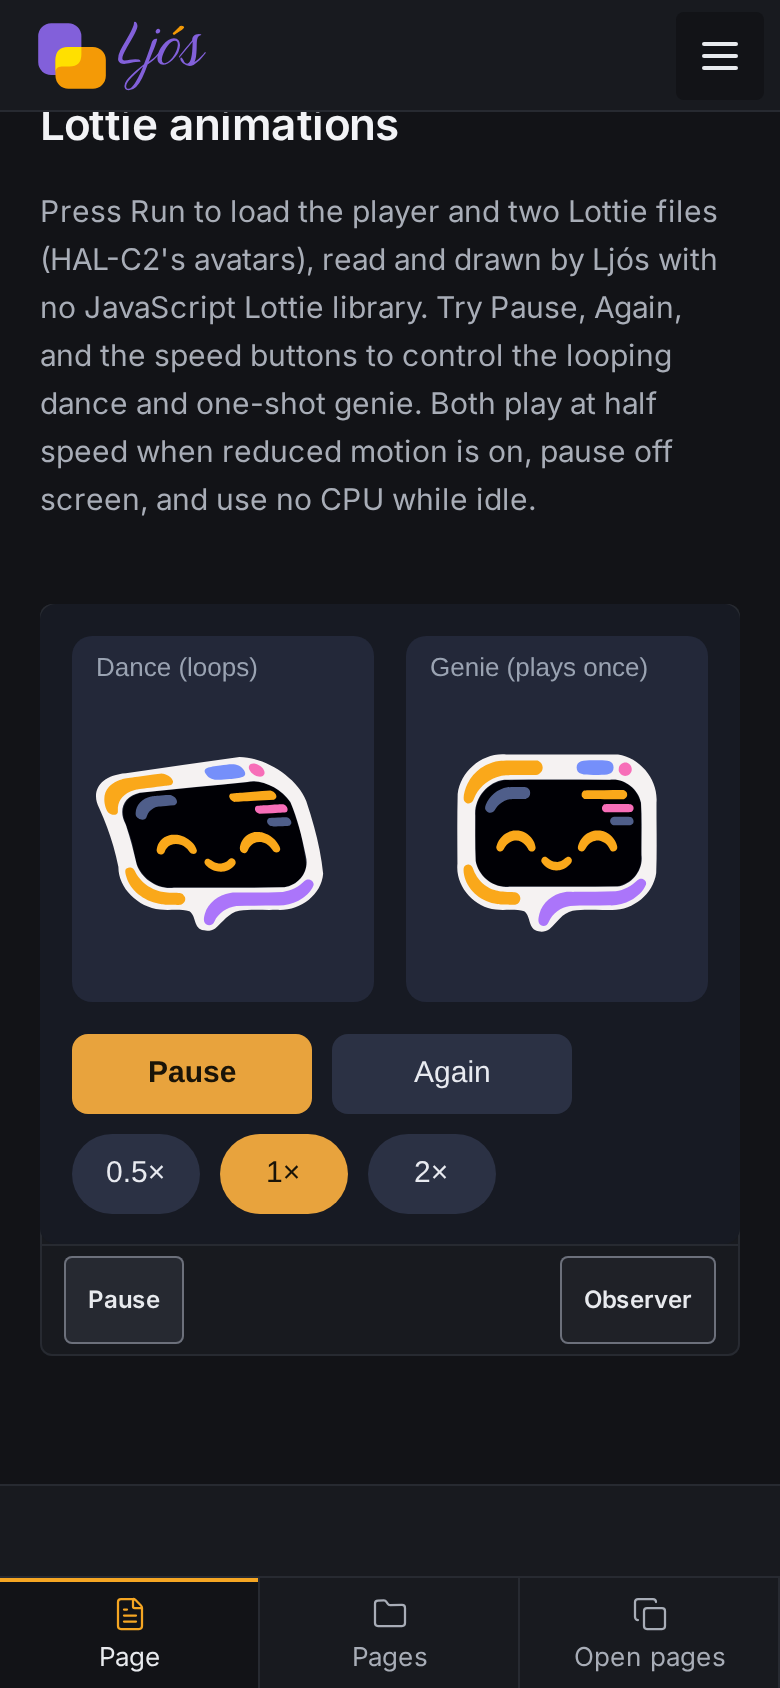 Ljós
Lottie animations
Press Run to load the player and two Lottie files
(HAL-C2's avatars), read and drawn by Ljós with
no JavaScript Lottie library. Try Pause, Again,
and the speed buttons to control the looping
dance and one-shot genie. Both play at half
speed when reduced motion is on, pause off
screen, and use no CPU while idle.
Dance (loops)
Genie (plays once)
Pause
Again
0.5×
1×
2×
Pause
Observer
Page
Pages
Open pages